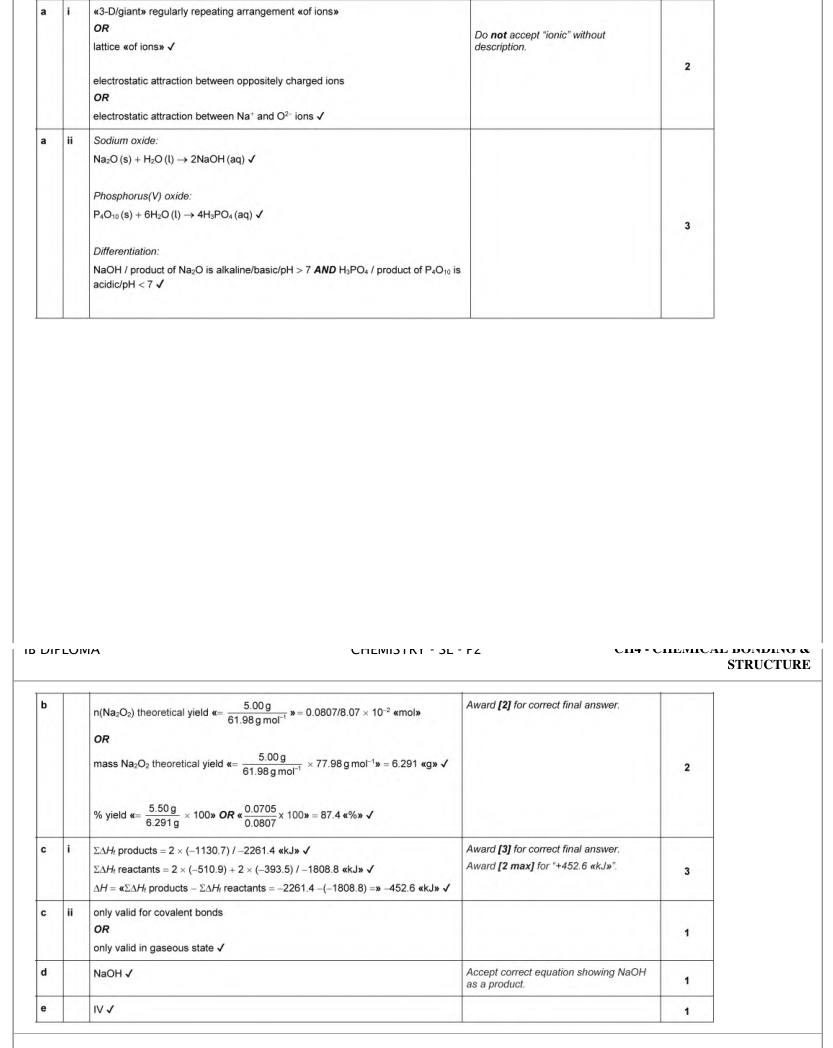 a i «3-D/giant» regularly repeating arrangement «of ions»
OR
lattice «of ions» ✓
electrostatic attraction between oppositely charged ions
OR
electrostatic attraction between Na⁺ and O²⁻ ions ✓
Do not accept "ionic" without
description.
2
a ii Sodium oxide:
Na₂O (s) + H₂O (l) → 2NaOH (aq) ✓
Phosphorus(V) oxide:
P₄O₁₀ (s) + 6H₂O (l) → 4H₃PO₄ (aq) ✓
Differentiation:
NaOH / product of Na₂O is alkaline/basic/pH > 7 AND H₃PO₄ / product of P₄O₁₀ is
acidic/pH < 7 ✓
3
IB DIPLOMA CHEMISTRY - SL - P2 CH4 - CHEMICAL BONDING &
STRUCTURE
b n(Na₂O₂) theoretical yield «= 5.00 g / 61.98 g mol⁻¹ » = 0.0807/8.07 × 10⁻² «mol»
OR
mass Na₂O₂ theoretical yield «= 5.00 g / 61.98 g mol⁻¹ × 77.98 g mol⁻¹» = 6.291 «g» ✓
% yield «= 5.50 g / 6.291 g × 100» OR « 0.0705 / 0.0807 x 100» = 87.4 «%» ✓
Award [2] for correct final answer.
2
c i ΣΔHf products = 2 × (−1130.7) / −2261.4 «kJ» ✓
ΣΔHf reactants = 2 × (−510.9) + 2 × (−393.5) / −1808.8 «kJ» ✓
ΔH = «ΣΔHf products − ΣΔHf reactants = −2261.4 −(−1808.8) =» −452.6 «kJ» ✓
Award [3] for correct final answer.
Award [2 max] for "+452.6 «kJ»".
3
c ii only valid for covalent bonds
OR
only valid in gaseous state ✓
1
d NaOH ✓
Accept correct equation showing NaOH
as a product.
1
e IV ✓
1